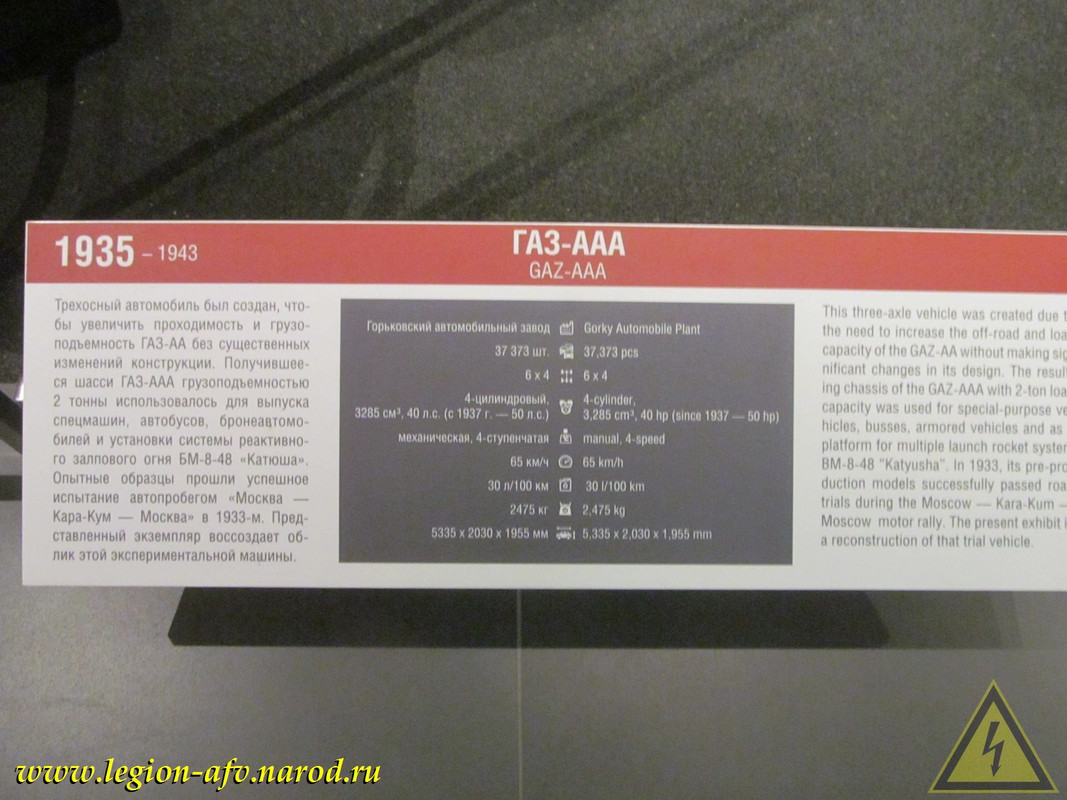 1935 – 1943
ГАЗ-ААА
GAZ-AAA
Трехосный автомобиль был создан, что-
бы увеличить проходимость и грузо-
подъемность ГАЗ-АА без существенных
изменений конструкции. Получившее-
ся шасси ГАЗ-ААА грузоподъемностью
2 тонны использовалось для выпуска
спецмашин, автобусов, бронеавтомо-
билей и установки системы реактивно-
го залпового огня БМ-8-48 «Катюша».
Опытные образцы прошли успешное
испытание автопробегом «Москва —
Кара-Кум — Москва» в 1933-м. Пред-
ставленный экземпляр воссоздает об-
лик этой экспериментальной машины.
Горьковский автомобильный завод Gorky Automobile Plant
37 373 шт. 37,373 pcs
6 x 4 6 x 4
4-цилиндровый, 4-cylinder,
3285 см³, 40 л.с. (с 1937 г. — 50 л.с.) 3,285 cm³, 40 hp (since 1937 — 50 hp)
механическая, 4-ступенчатая manual, 4-speed
65 км/ч 65 km/h
30 л/100 км 30 l/100 km
2475 кг 2,475 kg
5335 x 2030 x 1955 мм 5,335 x 2,030 x 1,955 mm
This three-axle vehicle was created due
the need to increase the off-road and
capacity of the GAZ-AA without making sig
nificant changes in its design. The result
ing chassis of the GAZ-AAA with 2-ton
capacity was used for special-purpose ve
hicles, busses, armored vehicles and as
platform for multiple launch rocket system
BM-8-48 "Katyusha". In 1933, its pre-pro
duction models successfully passed
trials during the Moscow — Kara-Kum —
Moscow motor rally. The present exhibit
a reconstruction of that trial vehicle.
www.legion-afv.narod.ru